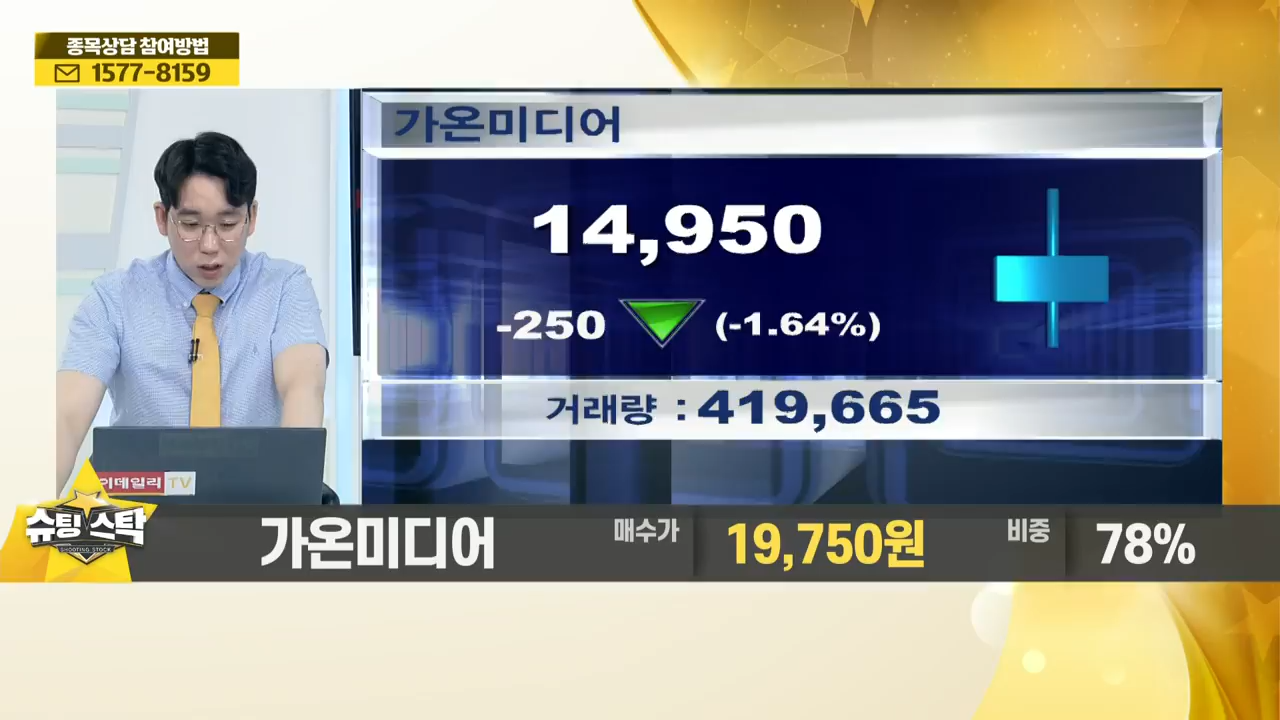 종목상담 참여방법
1577-8159
가온미디어
14,950
-250 (-1.64%)
거래량 : 419,665
이데일리 TV
슈팅스탁
SHOOTING STOCK
가온미디어 매수가 19,750원 비중 78%